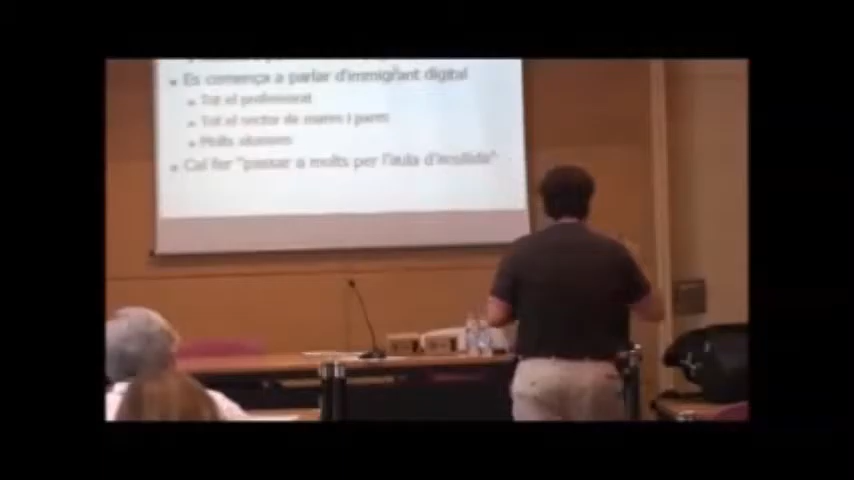 Es comença a parlar d'immigrant digital
Tot el professorat
Tot el sector de mares i pares
Molts alumnes
Cal fer "passar a molts per l'aula d'acollida"